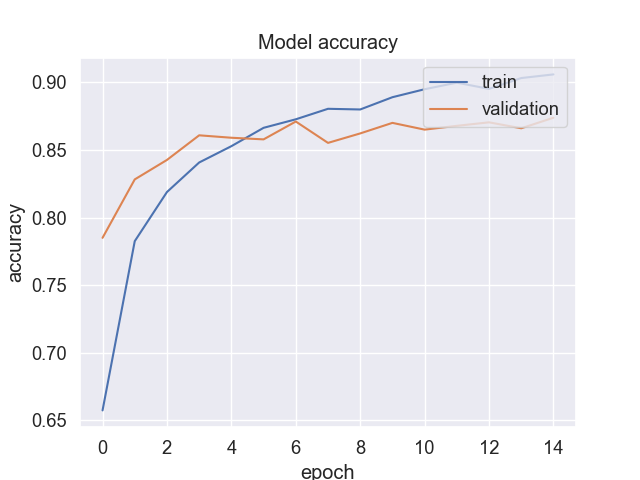 Model accuracy
train
validation
accuracy
0.90
0.85
0.80
0.75
0.70
0.65
0 2 4 6 8 10 12 14
epoch